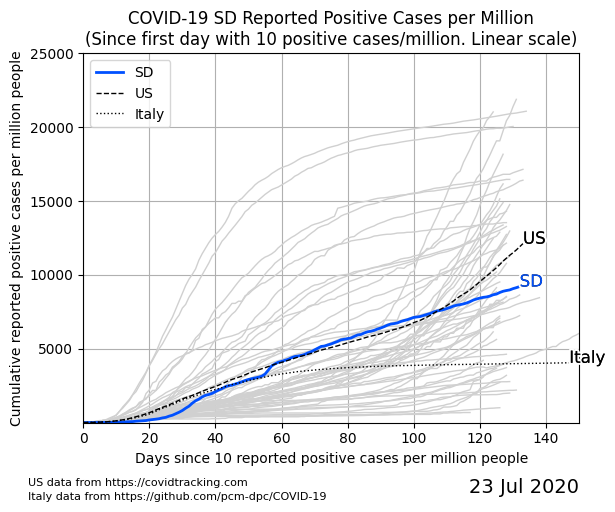 COVID-19 SD Reported Positive Cases per Million
(Since first day with 10 positive cases/million. Linear scale)
Cumulative reported positive cases per million people
25000
20000
15000
10000
5000
SD
US
Italy
US
SD
Italy
0
20
40
60
80
100
120
140
Days since 10 reported positive cases per million people
US data from https://covidtracking.com
Italy data from https://github.com/pcm-dpc/COVID-19
23 Jul 2020